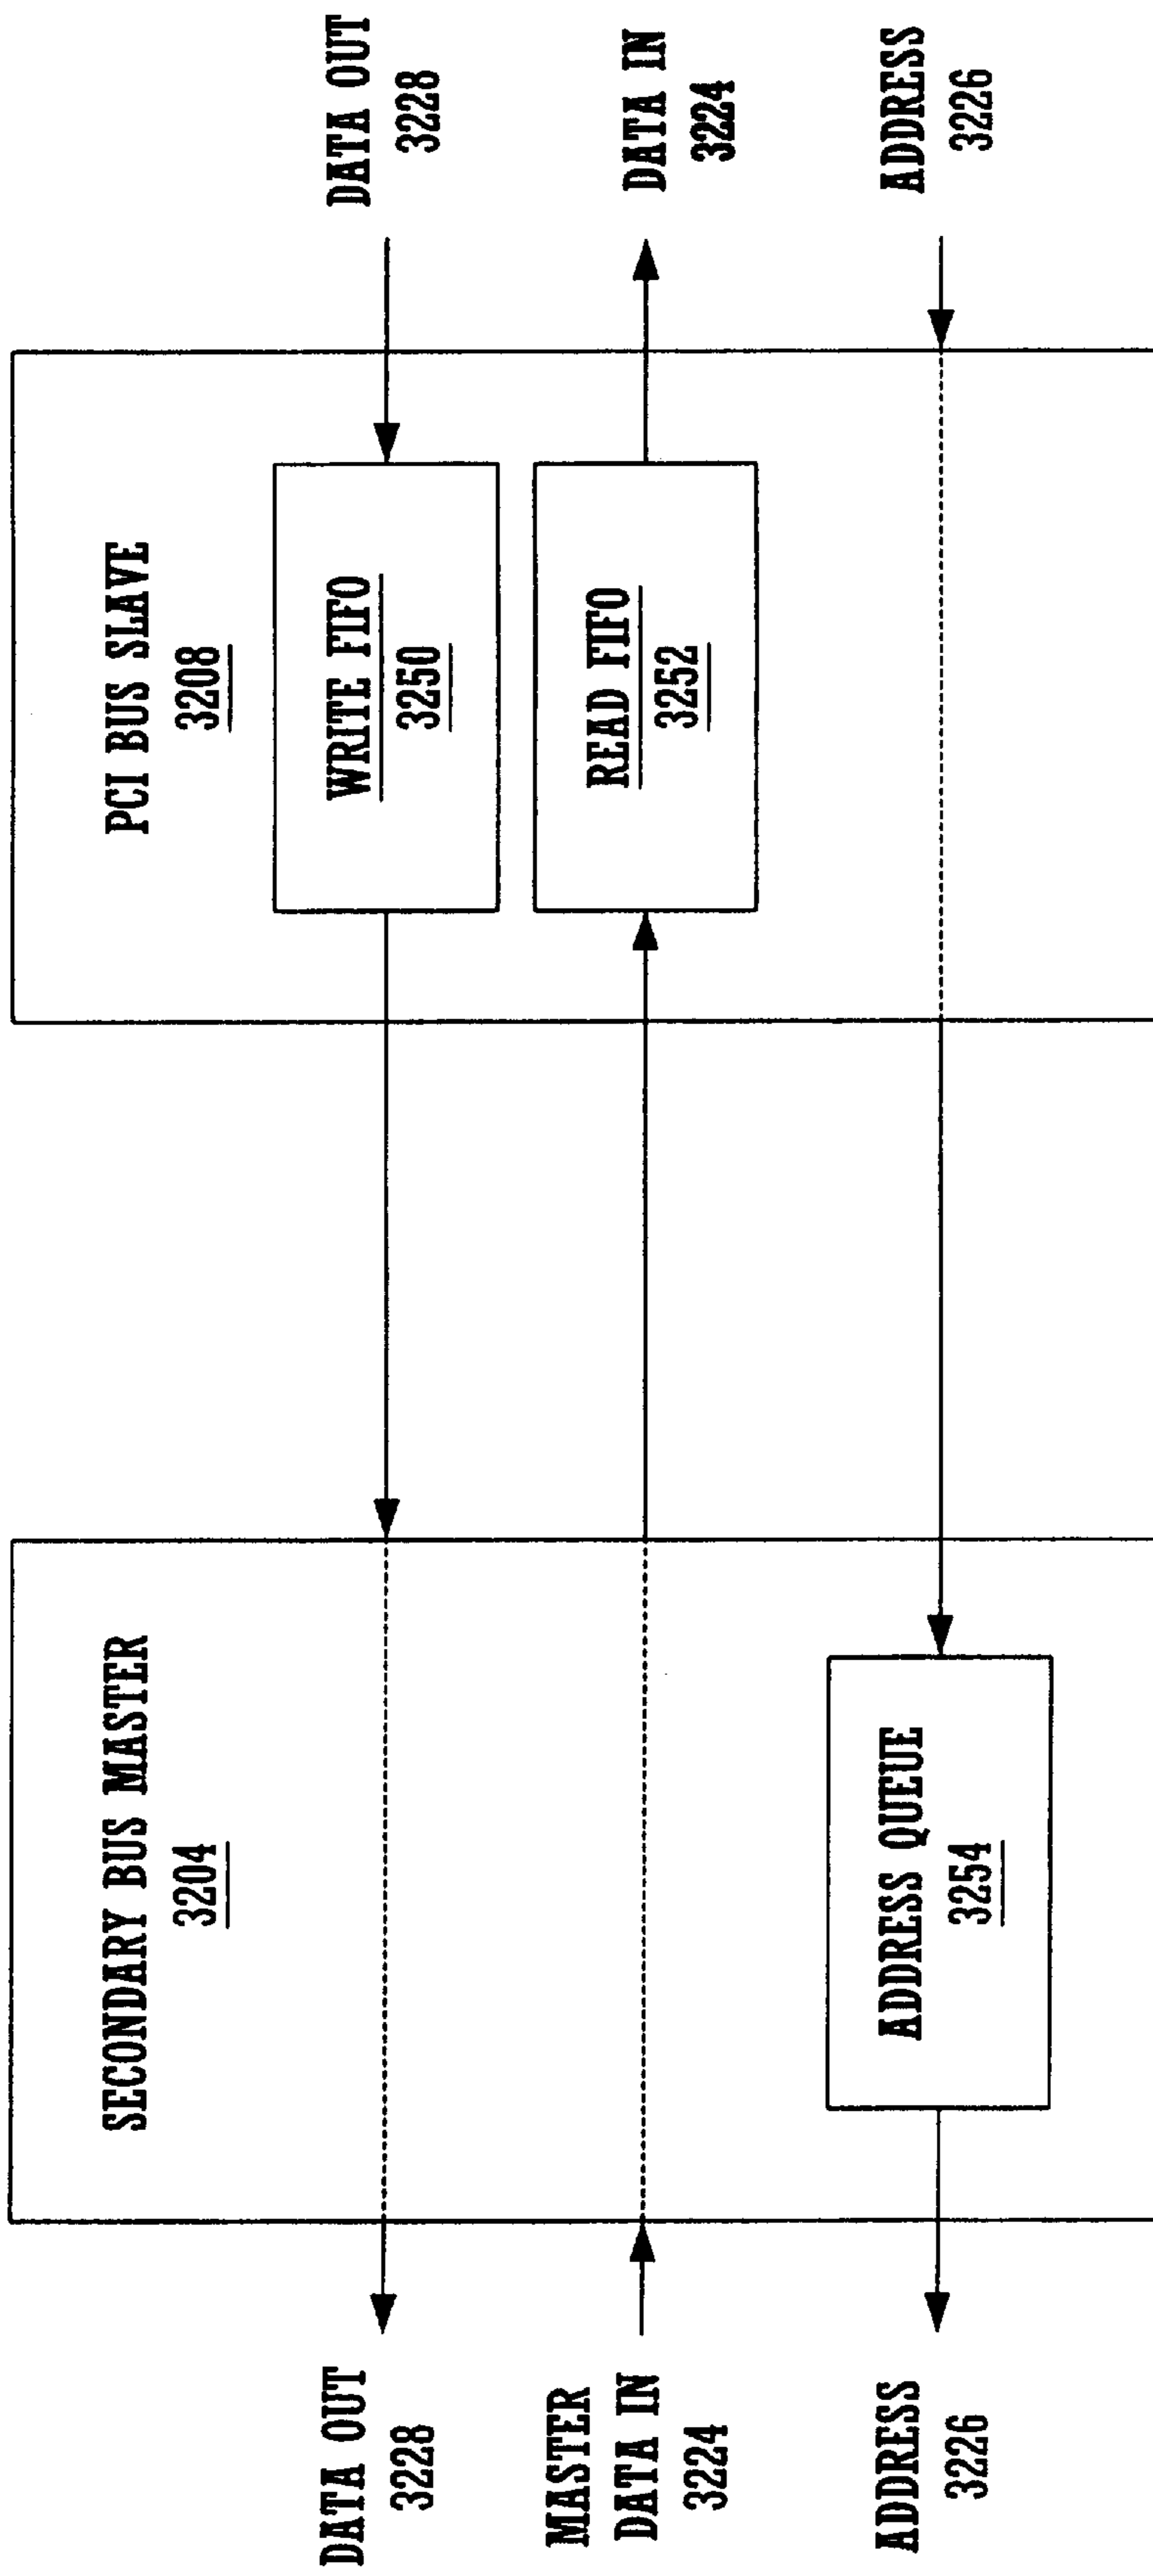 SECONDARY BUS MASTER
3204
PCI BUS SLAVE
3208
DATA OUT
3228
WRITE FIFO
3250
DATA OUT
3228
MASTER
DATA IN
3224
READ FIFO
3252
DATA IN
3224
ADDRESS
3226
ADDRESS QUEUE
3254
ADDRESS
3226